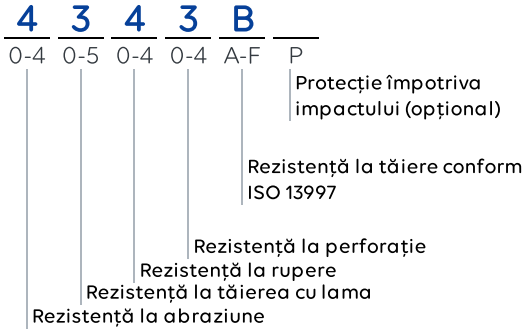 4 3 4 3 B
0-4 0-5 0-4 0-4 A-F P
Protecție împotriva
impactului (opțional)
Rezistență la tăiere conform
ISO 13997
Rezistență la perforație
Rezistență la rupere
Rezistență la tăierea cu lama
Rezistență la abraziune